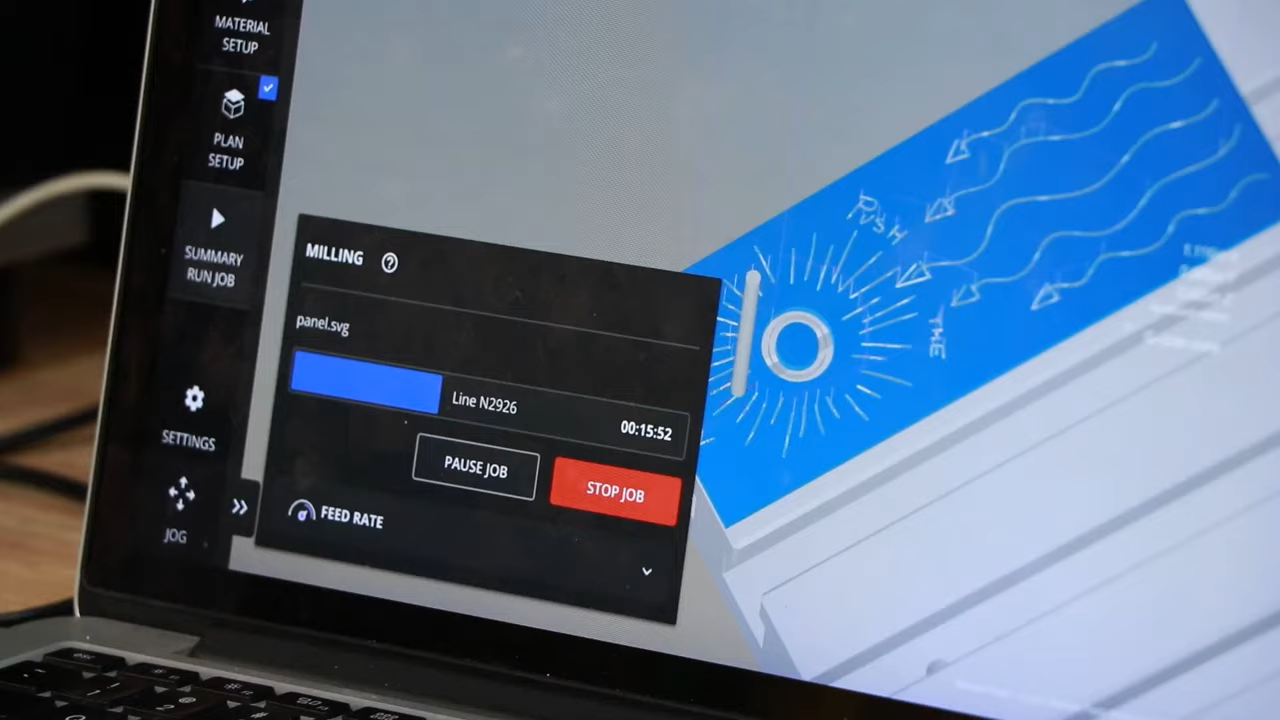 MATERIAL
SETUP
PLAN
SETUP
SUMMARY
RUN JOB
SETTINGS
JOG
MILLING
panel.svg
Line N2926
00:15:52
PAUSE JOB
STOP JOB
FEED RATE
PUSH
THE
esc